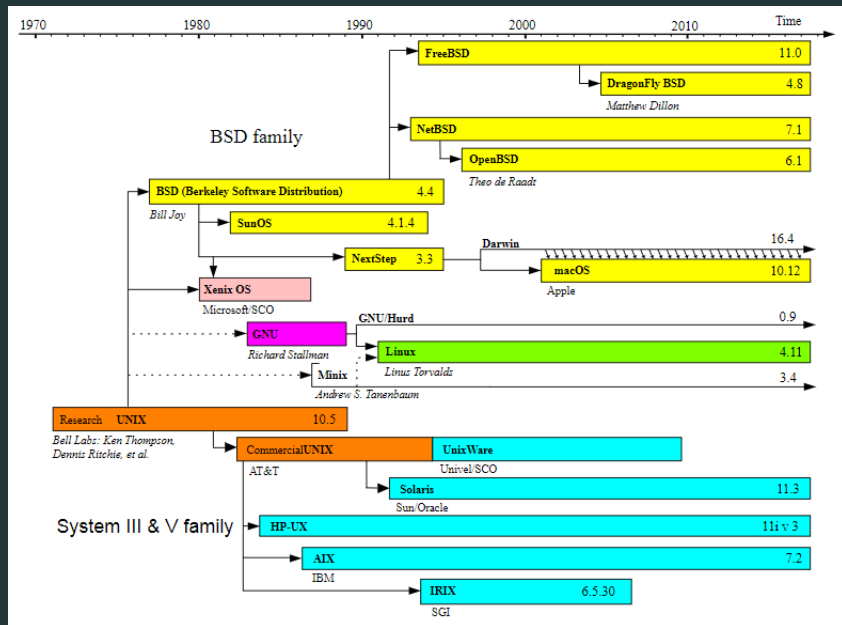 1970 1980 1990 2000 2010 Time
FreeBSD 11.0
DragonFly BSD 4.8
Matthew Dillon
BSD family
NetBSD 7.1
OpenBSD 6.1
Theo de Raadt
BSD (Berkeley Software Distribution) 4.4
Bill Joy
SunOS 4.1.4
Darwin 16.4
NextStep 3.3
macOS 10.12
Apple
Xenix OS
Microsoft/SCO
GNU/Hurd 0.9
GNU
Richard Stallman
Linux 4.11
Linus Torvalds
Minix 3.4
Andrew S. Tanenbaum
Research UNIX 10.5
Bell Labs: Ken Thompson,
Dennis Ritchie, et al.
CommercialUNIX UnixWare
AT&T Univel/SCO
Solaris 11.3
Sun/Oracle
System III & V family
HP-UX 11i v 3
AIX 7.2
IBM
IRIX 6.5.30
SGI